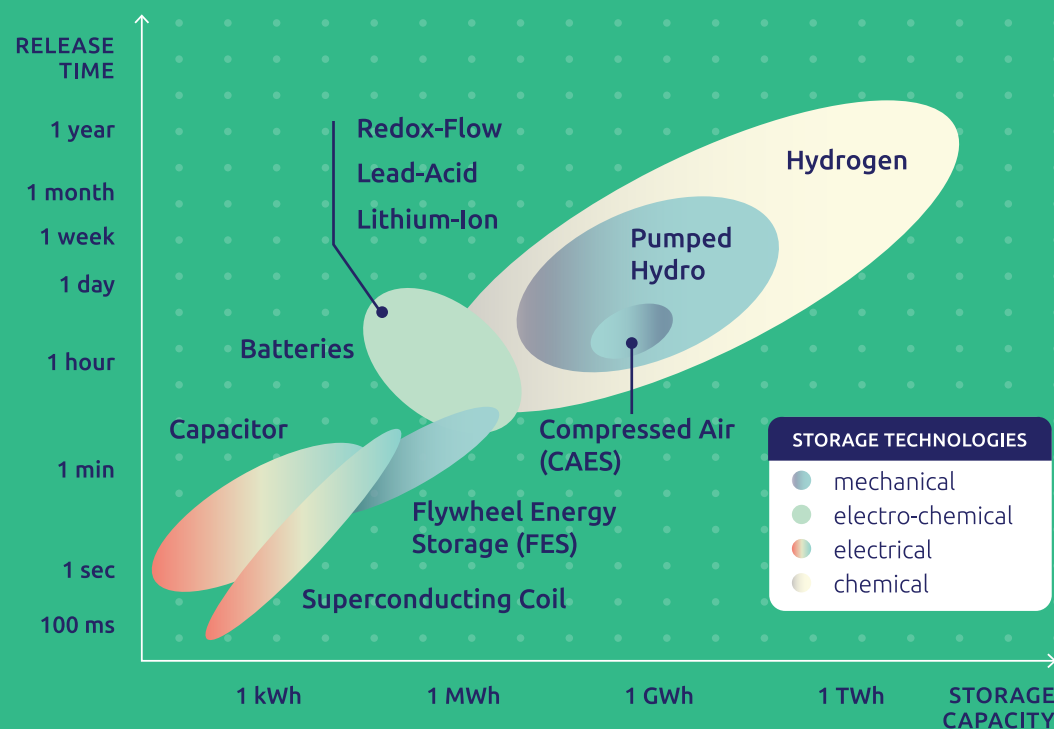 RELEASE
TIME
1 year
1 month
1 week
1 day
1 hour
1 min
1 sec
100 ms
Redox-Flow
Lead-Acid
Lithium-Ion
Hydrogen
Pumped
Hydro
Batteries
Capacitor
Compressed Air
(CAES)
Flywheel Energy
Storage (FES)
Superconducting Coil
STORAGE TECHNOLOGIES
mechanical
electro-chemical
electrical
chemical
1 kWh
1 MWh
1 GWh
1 TWh
STORAGE
CAPACITY